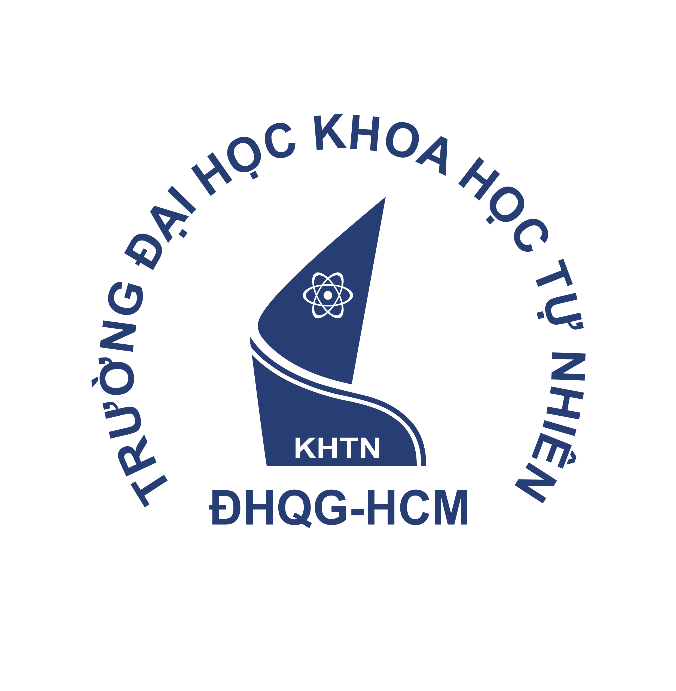 TRƯỜNG ĐẠI HỌC KHOA HỌC TỰ NHIÊN
KHTN
ĐHQG-HCM